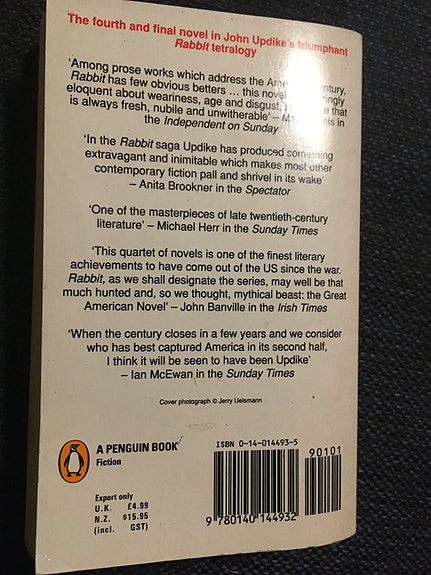 The fourth and final novel in John Updike's triumphant
Rabbit tetralogy
'Among prose works which address the
Rabbit has few obvious betters ... this
eloquent about weariness, age and disgust, that
is always fresh, nubile and unwitherable' – in
the Independent on Sunday
'In the Rabbit saga Updike has produced something
extravagant and inimitable which makes most other
contemporary fiction pall and shrivel in its wake'
– Anita Brookner in the Spectator
'One of the masterpieces of late twentieth-century
literature' – Michael Herr in the Sunday Times
'This quartet of novels is one of the finest literary
achievements to have come out of the US since the war.
Rabbit, as we shall designate the series, may well be that
much hunted and, so we thought, mythical beast: the Great
American Novel' – John Banville in the Irish Times
'When the century closes in a few years and we consider
who has best captured America in its second half,
I think it will be seen to have been Updike'
– Ian McEwan in the Sunday Times
Cover photograph © Jerry Uelsmann
A PENGUIN BOOK
Fiction
ISBN 0-14-014493-5
90101
Export only
U.K. £4.99
N.Z. $15.95
(incl. GST)
9 780140 144932